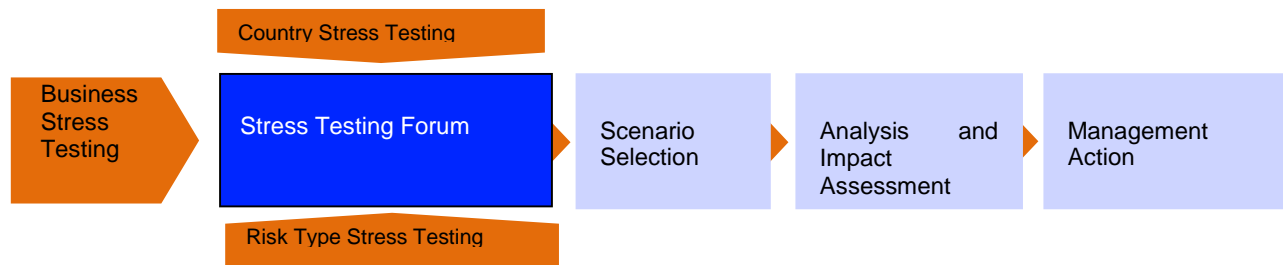 Country Stress Testing
Business
Stress
Testing
Stress Testing Forum
Scenario
Selection
Analysis and
Impact
Assessment
Management
Action
Risk Type Stress Testing